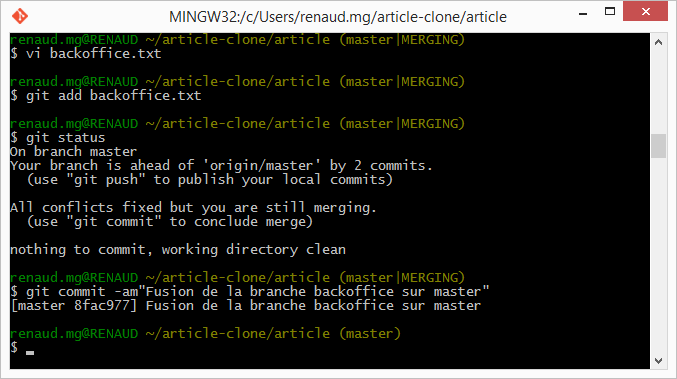 MINGW32:/c/Users/renaud.mg/article-clone/article
renaud.mg@RENAUD ~/article-clone/article (master|MERGING)
$ vi backoffice.txt
renaud.mg@RENAUD ~/article-clone/article (master|MERGING)
$ git add backoffice.txt
renaud.mg@RENAUD ~/article-clone/article (master|MERGING)
$ git status
On branch master
Your branch is ahead of 'origin/master' by 2 commits.
  (use "git push" to publish your local commits)
All conflicts fixed but you are still merging.
  (use "git commit" to conclude merge)
nothing to commit, working directory clean
renaud.mg@RENAUD ~/article-clone/article (master|MERGING)
$ git commit -am"Fusion de la branche backoffice sur master"
[master 8fac977] Fusion de la branche backoffice sur master
renaud.mg@RENAUD ~/article-clone/article (master)
$